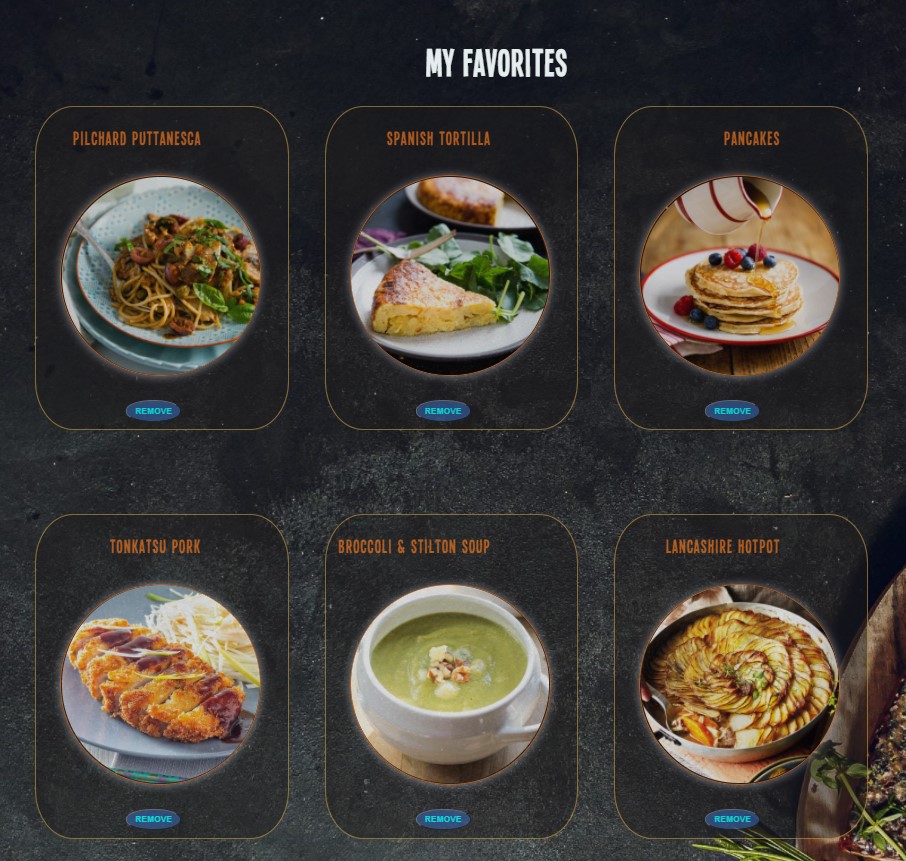 MY FAVORITES
PILCHARD PUTTANESCA
SPANISH TORTILLA
PANCAKES
REMOVE
REMOVE
REMOVE
TONKATSU PORK
BROCCOLI & STILTON SOUP
LANCASHIRE HOTPOT
REMOVE
REMOVE
REMOVE